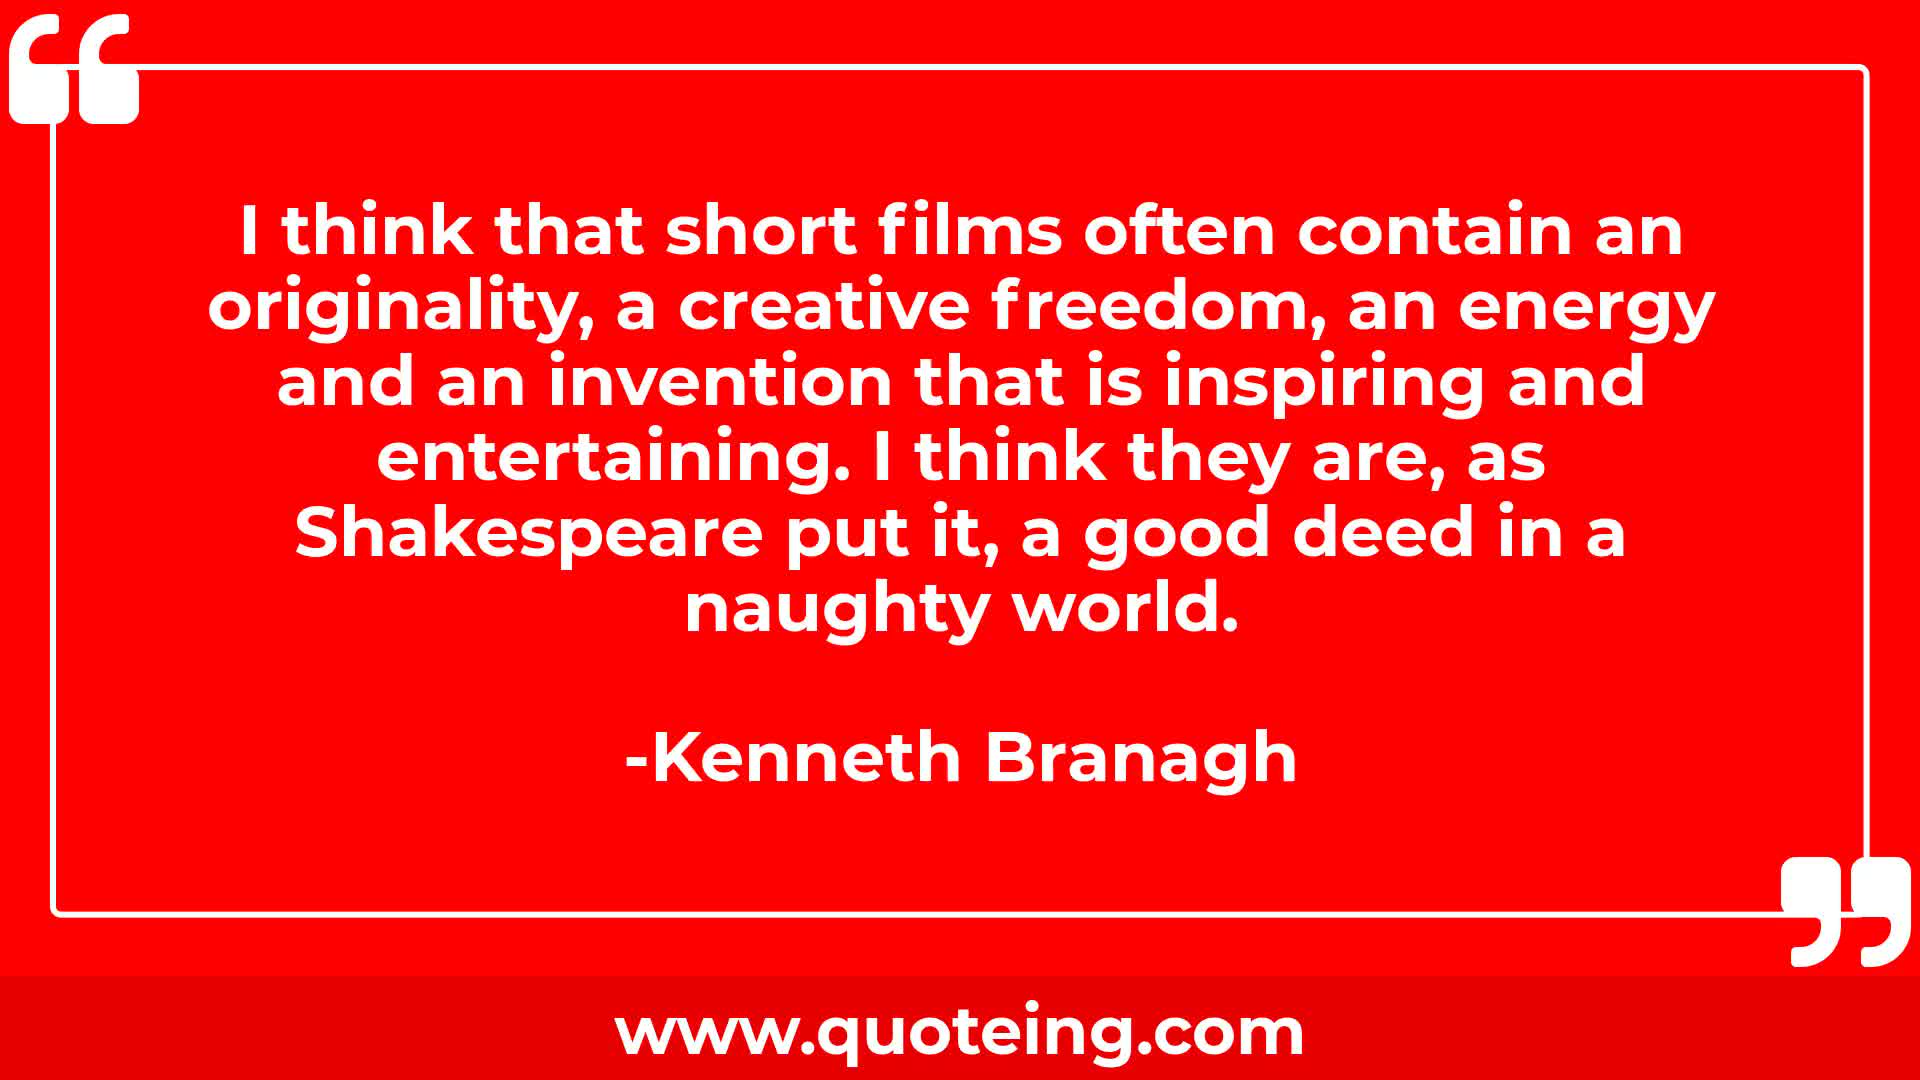 I think that short films often contain an
originality, a creative freedom, an energy
and an invention that is inspiring and
entertaining. I think they are, as
Shakespeare put it, a good deed in a
naughty world.
-Kenneth Branagh
www.quoteing.com